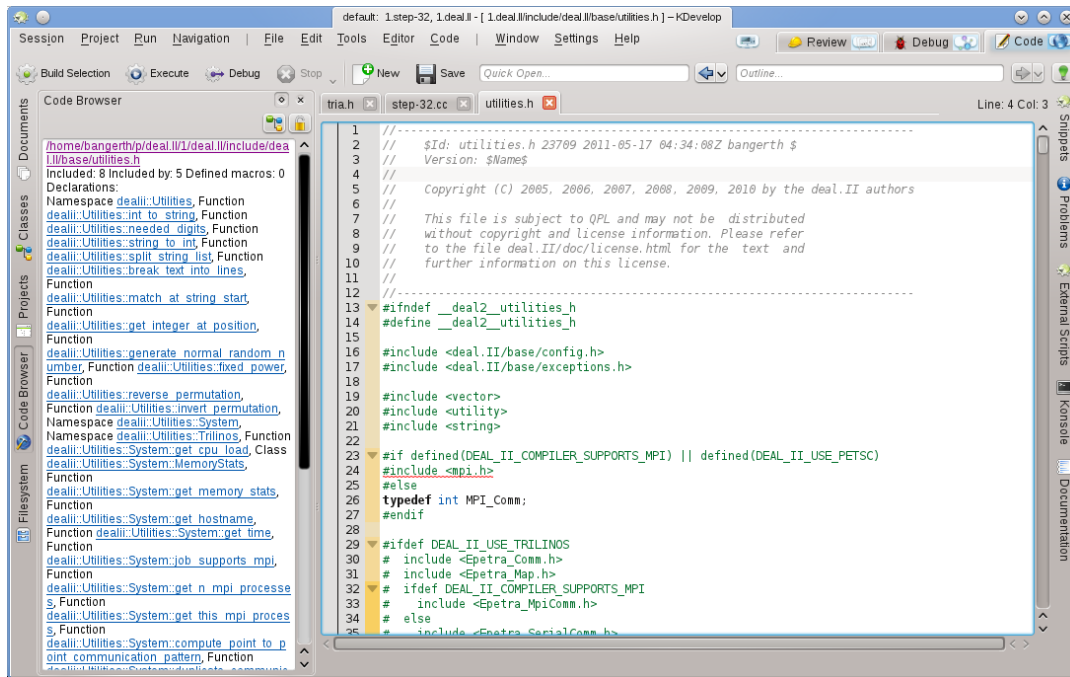 default:  1.step-32, 1.deal.II - [ 1.deal.II/include/deal.II/base/utilities.h ] – KDevelop
Session Project Run Navigation | File Edit Tools Editor Code | Window Settings Help
Review Debug Code
Build Selection Execute Debug Stop New Save Quick Open... Outline...
Documents
Classes
Projects
Code Browser
Filesystem
Code Browser
/home/bangerth/p/deal.II/1/deal.II/include/dea
l.II/base/utilities.h
Included: 8 Included by: 5 Defined macros: 0
Declarations:
Namespace dealii::Utilities, Function
dealii::Utilities::int_to_string, Function
dealii::Utilities::needed_digits, Function
dealii::Utilities::string_to_int, Function
dealii::Utilities::split_string_list, Function
dealii::Utilities::break_text_into_lines,
Function
dealii::Utilities::match_at_string_start,
Function
dealii::Utilities::get_integer_at_position,
Function
dealii::Utilities::generate_normal_random_n
umber, Function dealii::Utilities::fixed_power,
Function
dealii::Utilities::reverse_permutation,
Function dealii::Utilities::invert_permutation,
Namespace dealii::Utilities::System,
Namespace dealii::Utilities::Trilinos, Function
dealii::Utilities::System::get_cpu_load, Class
dealii::Utilities::System::MemoryStats,
Function
dealii::Utilities::System::get_memory_stats,
Function
dealii::Utilities::System::get_hostname,
Function dealii::Utilities::System::get_time,
Function
dealii::Utilities::System::job_supports_mpi,
Function
dealii::Utilities::System::get_n_mpi_processe
s, Function
dealii::Utilities::System::get_this_mpi_proces
s, Function
dealii::Utilities::System::compute_point_to_p
oint_communication_pattern, Function
tria.h step-32.cc utilities.h Line: 4 Col: 3
1 //-----------------------------------------------------------------------
2 //    $Id: utilities.h 23709 2011-05-17 04:34:08Z bangerth $
3 //    Version: $Name$
4 //
5 //    Copyright (C) 2005, 2006, 2007, 2008, 2009, 2010 by the deal.II authors
6 //
7 //    This file is subject to QPL and may not be  distributed
8 //    without copyright and license information. Please refer
9 //    to the file deal.II/doc/license.html for the  text  and
10 //    further information on this license.
11 //
12 //-----------------------------------------------------------------------
13 #ifndef __deal2__utilities_h
14 #define __deal2__utilities_h
15
16 #include <deal.II/base/config.h>
17 #include <deal.II/base/exceptions.h>
18
19 #include <vector>
20 #include <utility>
21 #include <string>
22
23 #if defined(DEAL_II_COMPILER_SUPPORTS_MPI) || defined(DEAL_II_USE_PETSC)
24 #include <mpi.h>
25 #else
26 typedef int MPI_Comm;
27 #endif
28
29 #ifdef DEAL_II_USE_TRILINOS
30 #  include <Epetra_Comm.h>
31 #  include <Epetra_Map.h>
32 #  ifdef DEAL_II_COMPILER_SUPPORTS_MPI
33 #    include <Epetra_MpiComm.h>
34 #  else
35 #    include <Epetra_SerialComm.h>
Snippets
Problems
External Scripts
Konsole
Documentation